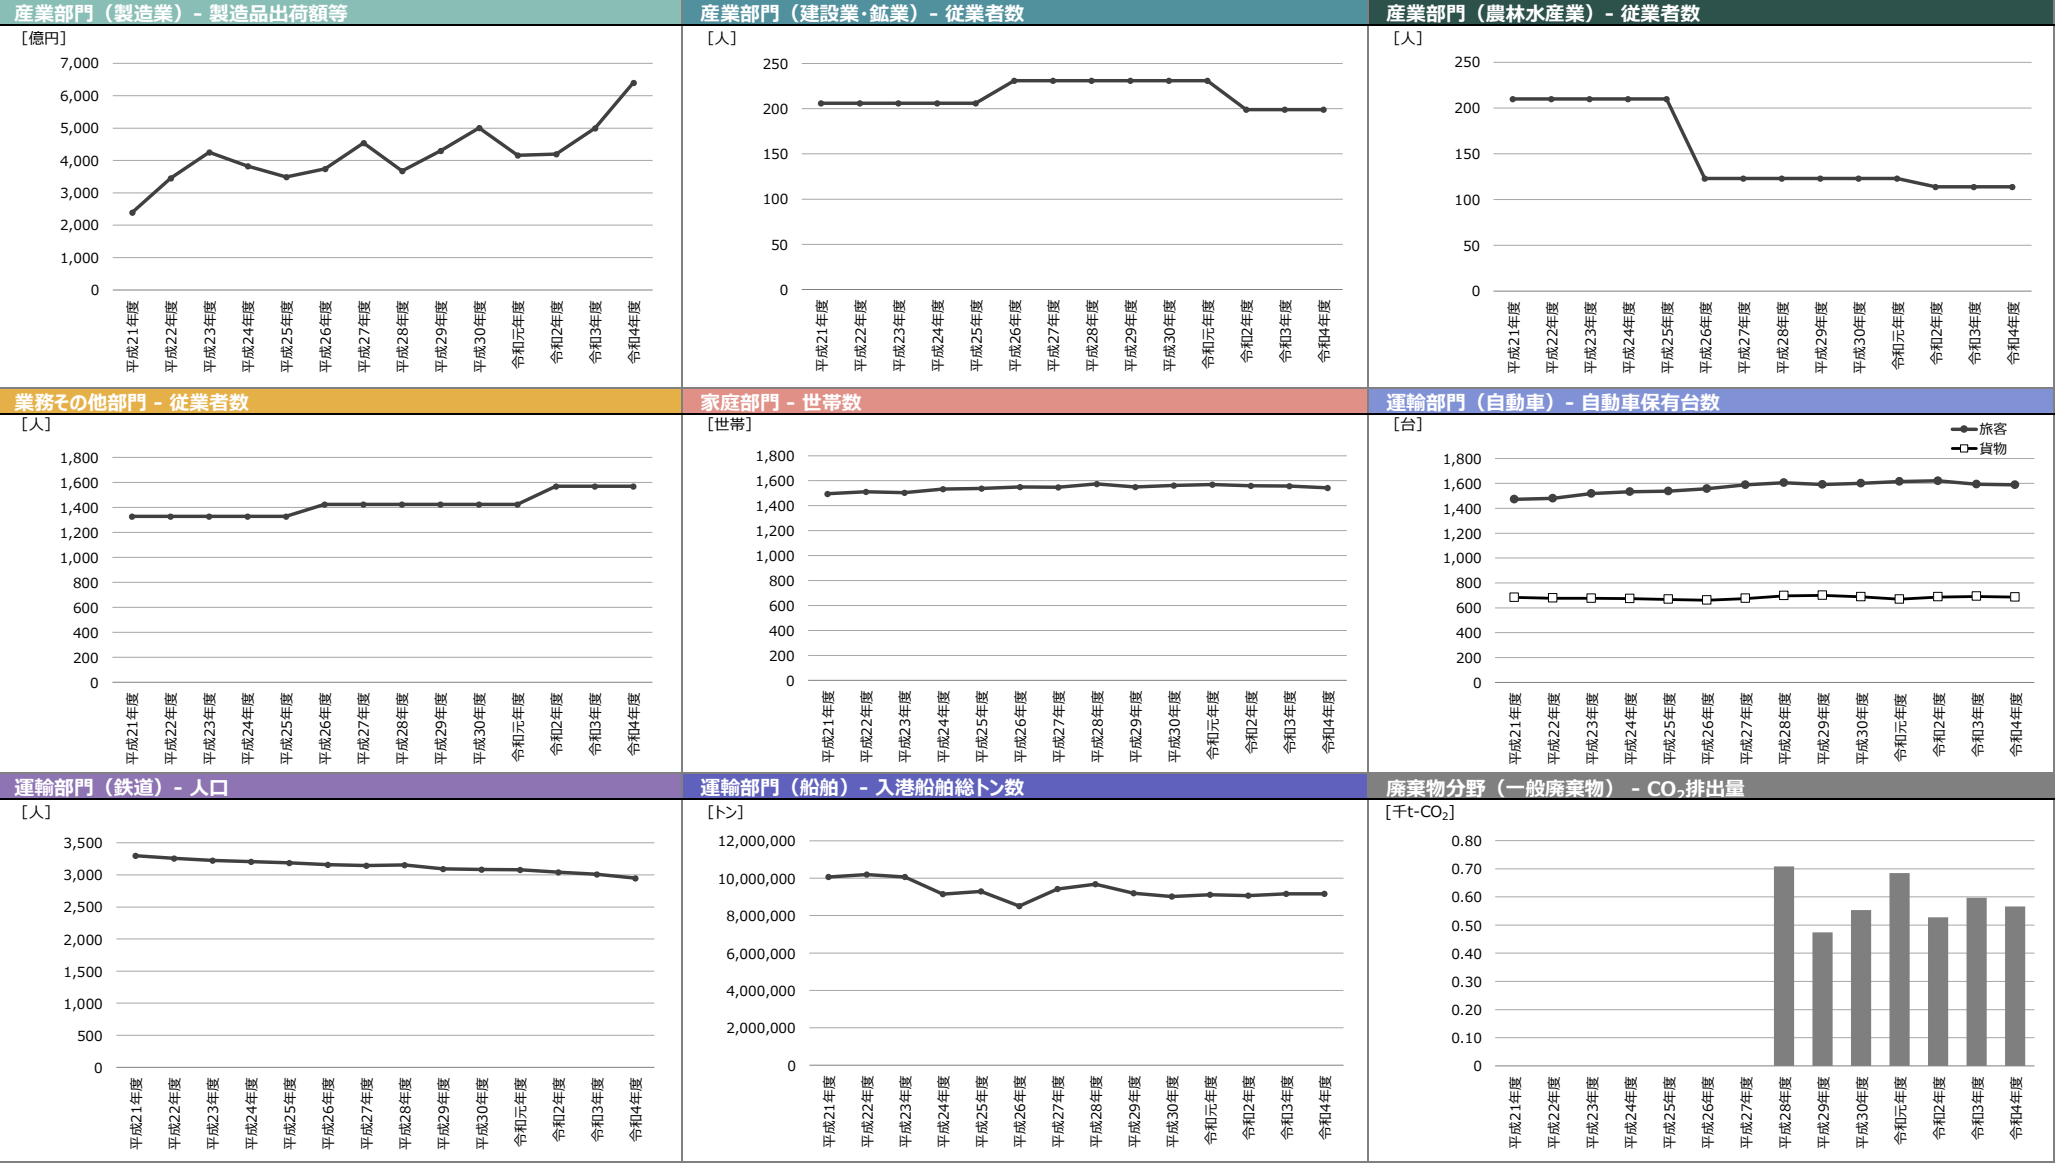 産業部門（製造業）- 製造品出荷額等
[億円]
7,000
6,000
5,000
4,000
3,000
2,000
1,000
0
平成21年度
平成22年度
平成23年度
平成24年度
平成25年度
平成26年度
平成27年度
平成28年度
平成29年度
平成30年度
令和元年度
令和2年度
令和3年度
令和4年度
産業部門（建設業･鉱業）- 従業者数
[人]
250
200
150
100
50
0
平成21年度
平成22年度
平成23年度
平成24年度
平成25年度
平成26年度
平成27年度
平成28年度
平成29年度
平成30年度
令和元年度
令和2年度
令和3年度
令和4年度
産業部門（農林水産業）- 従業者数
[人]
250
200
150
100
50
0
平成21年度
平成22年度
平成23年度
平成24年度
平成25年度
平成26年度
平成27年度
平成28年度
平成29年度
平成30年度
令和元年度
令和2年度
令和3年度
令和4年度
業務その他部門 - 従業者数
[人]
1,800
1,600
1,400
1,200
1,000
800
600
400
200
0
平成21年度
平成22年度
平成23年度
平成24年度
平成25年度
平成26年度
平成27年度
平成28年度
平成29年度
平成30年度
令和元年度
令和2年度
令和3年度
令和4年度
家庭部門 - 世帯数
[世帯]
1,800
1,600
1,400
1,200
1,000
800
600
400
200
0
平成21年度
平成22年度
平成23年度
平成24年度
平成25年度
平成26年度
平成27年度
平成28年度
平成29年度
平成30年度
令和元年度
令和2年度
令和3年度
令和4年度
運輸部門（自動車）- 自動車保有台数
[台]
旅客
貨物
1,800
1,600
1,400
1,200
1,000
800
600
400
200
0
平成21年度
平成22年度
平成23年度
平成24年度
平成25年度
平成26年度
平成27年度
平成28年度
平成29年度
平成30年度
令和元年度
令和2年度
令和3年度
令和4年度
運輸部門（鉄道）- 人口
[人]
3,500
3,000
2,500
2,000
1,500
1,000
500
0
平成21年度
平成22年度
平成23年度
平成24年度
平成25年度
平成26年度
平成27年度
平成28年度
平成29年度
平成30年度
令和元年度
令和2年度
令和3年度
令和4年度
運輸部門（船舶）- 入港船舶総トン数
[トン]
12,000,000
10,000,000
8,000,000
6,000,000
4,000,000
2,000,000
0
平成21年度
平成22年度
平成23年度
平成24年度
平成25年度
平成26年度
平成27年度
平成28年度
平成29年度
平成30年度
令和元年度
令和2年度
令和3年度
令和4年度
廃棄物分野（一般廃棄物） - CO₂排出量
[千t-CO₂]
0.80
0.70
0.60
0.50
0.40
0.30
0.20
0.10
0
平成21年度
平成22年度
平成23年度
平成24年度
平成25年度
平成26年度
平成27年度
平成28年度
平成29年度
平成30年度
令和元年度
令和2年度
令和3年度
令和4年度